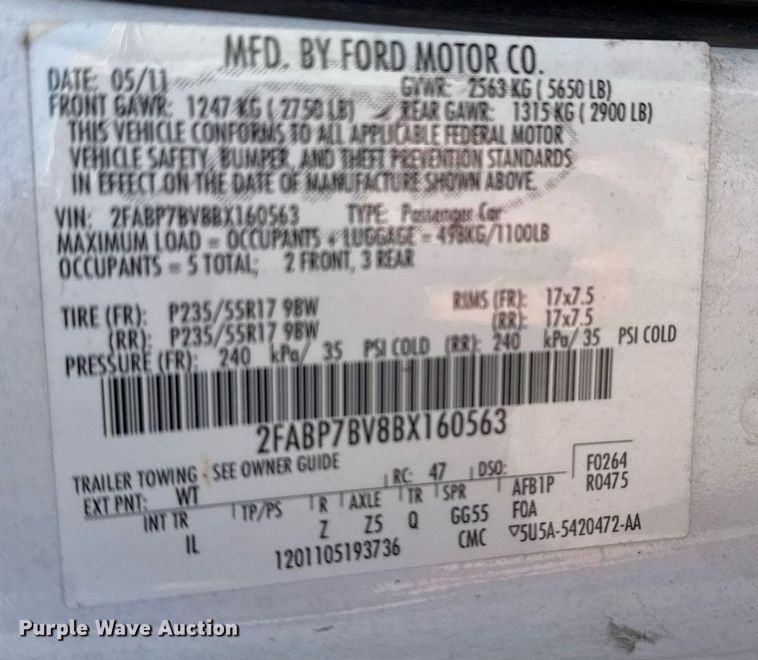 MFD. BY FORD MOTOR CO.
DATE: 05/11 GVWR: 2563 KG ( 5650 LB)
FRONT GAWR: 1247 KG ( 2750 LB) REAR GAWR: 1315 KG ( 2900 LB)
THIS VEHICLE CONFORMS TO ALL APPLICABLE FEDERAL MOTOR
VEHICLE SAFETY, BUMPER, AND THEFT PREVENTION STANDARDS
IN EFFECT ON THE DATE OF MANUFACTURE SHOWN ABOVE.
VIN: 2FABP7BV8BX160563 TYPE: Passenger Car
MAXIMUM LOAD = OCCUPANTS + LUGGAGE = 498KG/1100LB
OCCUPANTS = 5 TOTAL; 2 FRONT, 3 REAR
TIRE (FR): P235/55R17 98W RIMS (FR): 17x7.5
(RR): P235/55R17 98W (RR): 17x7.5
PRESSURE (FR): 240 kPa/ 35 PSI COLD (RR): 240 kPa/ 35 PSI COLD
2FABP7BV8BX160563
TRAILER TOWING - SEE OWNER GUIDE
EXT PNT: WT RC: 47 DSO: F0264
INT TR TP/PS R AXLE TR SPR AFB1P R0475
IL Z Z5 Q GG55 FOA
1201105193736 CMC ▽5U5A-5420472-AA
Purple Wave Auction